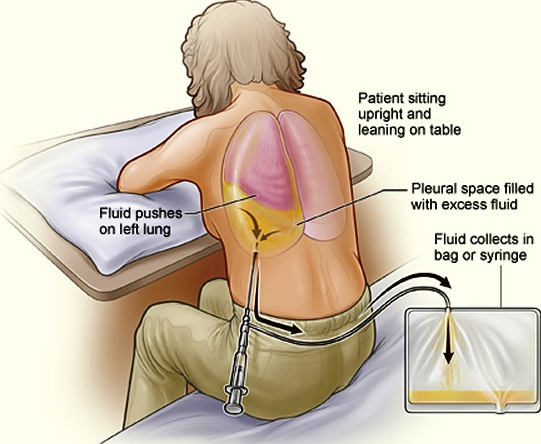 Patient sitting
upright and
leaning on table
Pleural space filled
with excess fluid
Fluid pushes
on left lung
Fluid collects in
bag or syringe